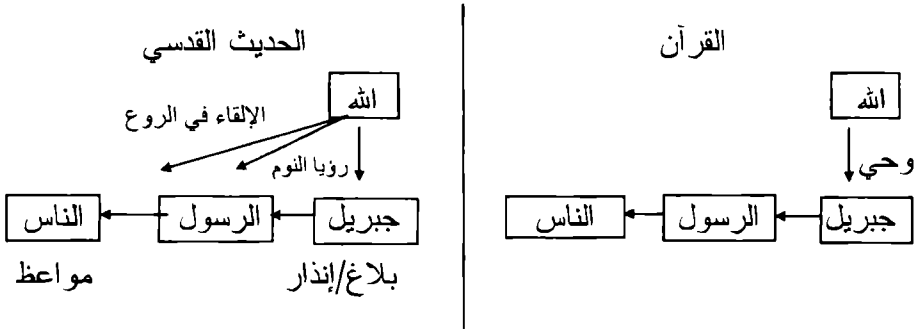 القرآن
الله
وحي
جبريل
الرسول
الناس
الحديث القدسي
الله
الإلقاء في الروع
رؤيا النوم
جبريل
الرسول
الناس
بلاغ/إنذار
مواعظ